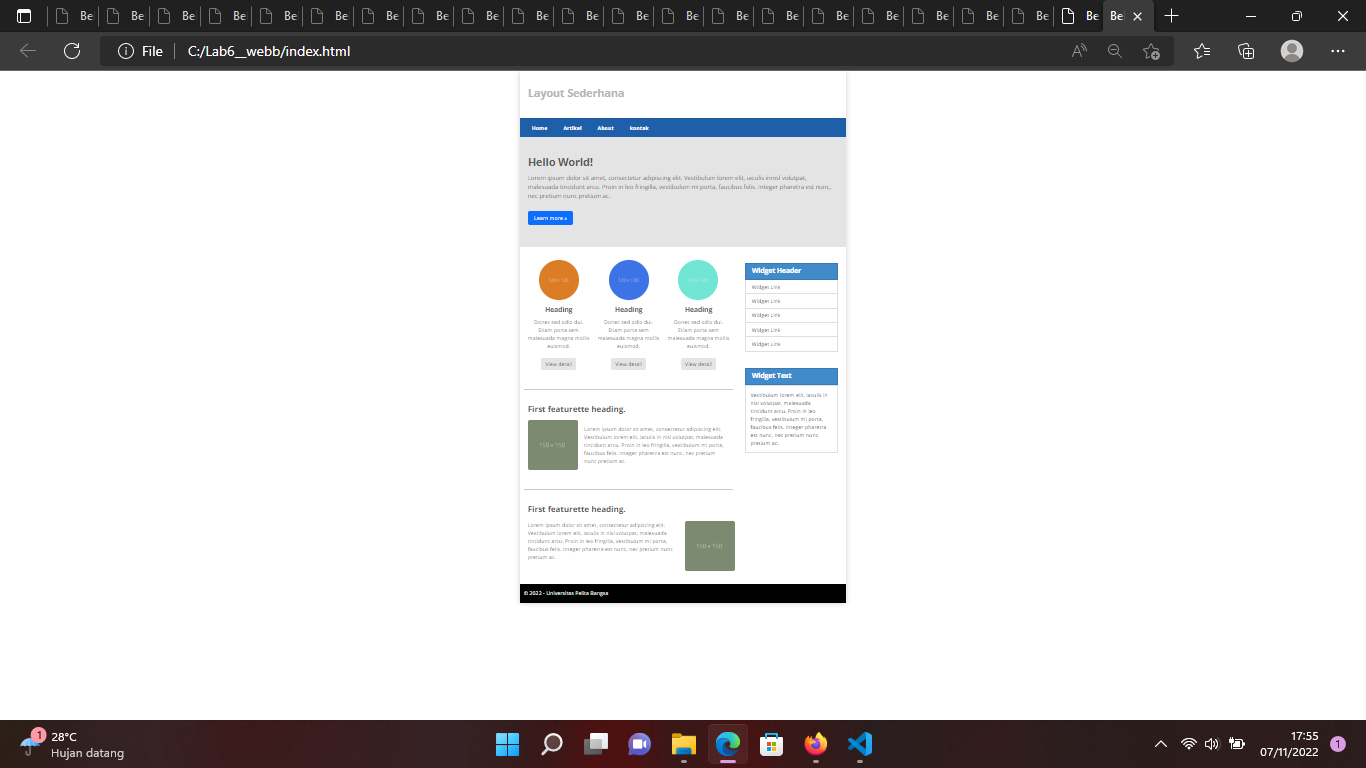 Be Be Be Be Be Be Be Be Be Be Be Be Be Be Be Be Be Be Be Be Be Be
File C:/Lab6__webb/index.html
Layout Sederhana
Home Artikel About kontak
Hello World!
Lorem ipsum dolor sit amet, consectetur adipiscing elit. Vestibulum lorem elit, iaculis innisl volutpat,
malesuada tincidunt arcu. Proin in leo fringilla, vestibulum mi porta, faucibus felis. Integer pharetra est nunc,
nec pretium nunc pretium ac.
Learn more »
120 × 120
Heading
Donec sed odio dui.
Etiam porta sem
malesuada magna mollis
euismod.
View detail
120 × 120
Heading
Donec sed odio dui.
Etiam porta sem
malesuada magna mollis
euismod.
View detail
120 × 120
Heading
Donec sed odio dui.
Etiam porta sem
malesuada magna mollis
euismod.
View detail
First featurette heading.
150 × 150
Lorem ipsum dolor sit amet, consectetur adipiscing elit.
Vestibulum lorem elit, iaculis in nisl volutpat, malesuada
tincidunt arcu. Proin in leo fringilla, vestibulum mi porta,
faucibus felis. Integer pharetra est nunc, nec pretium
nunc pretium ac.
First featurette heading.
Lorem ipsum dolor sit amet, consectetur adipiscing elit.
Vestibulum lorem elit, iaculis in nisl volutpat, malesuada
tincidunt arcu. Proin in leo fringilla, vestibulum mi porta,
faucibus felis. Integer pharetra est nunc, nec pretium nunc
pretium ac.
150 × 150
Widget Header
Widget Link
Widget Link
Widget Link
Widget Link
Widget Link
Widget Text
Vestibulum lorem elit, iaculis in
nisl volutpat, malesuada
tincidunt arcu. Proin in leo
fringilla, vestibulum mi porta,
faucibus felis. Integer pharetra
est nunc, nec pretium nunc
pretium ac.
© 2022 - Universitas Pelita Bangsa
1
28°C
Hujan datang
17:55
07/11/2022
1